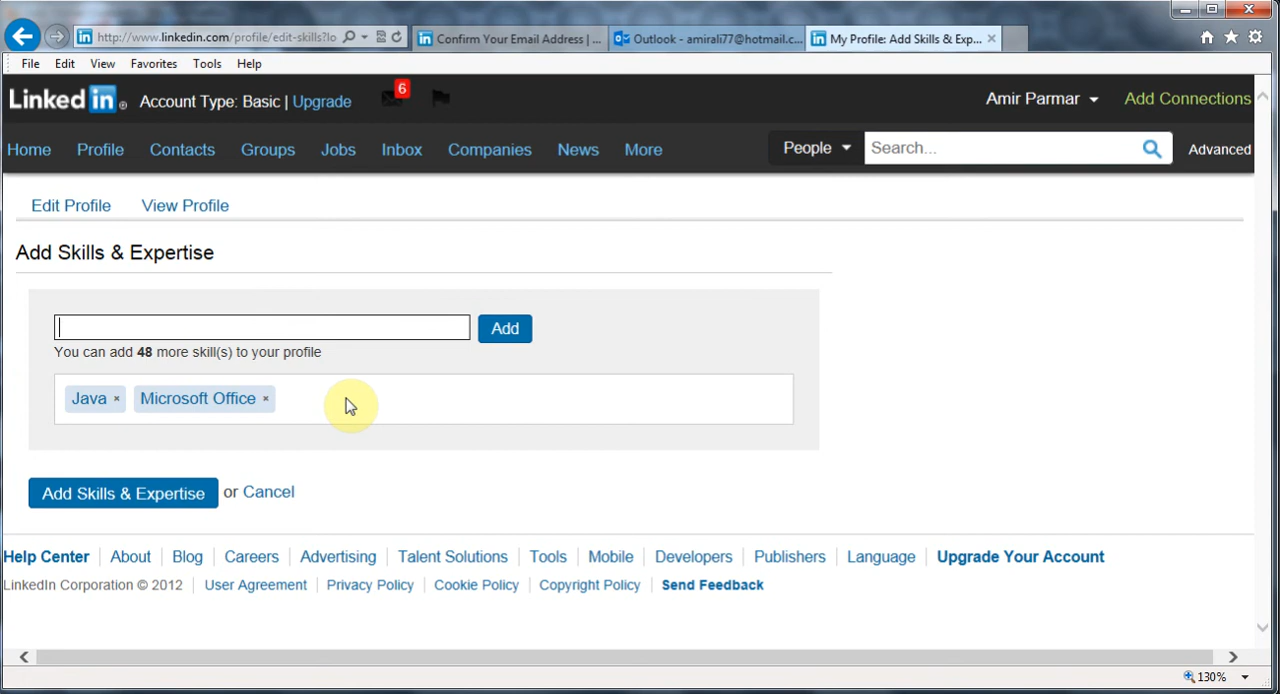 http://www.linkedin.com/profile/edit-skills?lo
Confirm Your Email Address | ...
Outlook - amirali77@hotmail.c...
My Profile: Add Skills & Exp...
File Edit View Favorites Tools Help
Linked in ® Account Type: Basic | Upgrade 6 Amir Parmar Add Connections
Home Profile Contacts Groups Jobs Inbox Companies News More People Search... Advanced
Edit Profile View Profile
Add Skills & Expertise
Add
You can add 48 more skill(s) to your profile
Java × Microsoft Office ×
Add Skills & Expertise or Cancel
Help Center About Blog Careers Advertising Talent Solutions Tools Mobile Developers Publishers Language Upgrade Your Account
LinkedIn Corporation © 2012 User Agreement Privacy Policy Cookie Policy Copyright Policy Send Feedback
130%